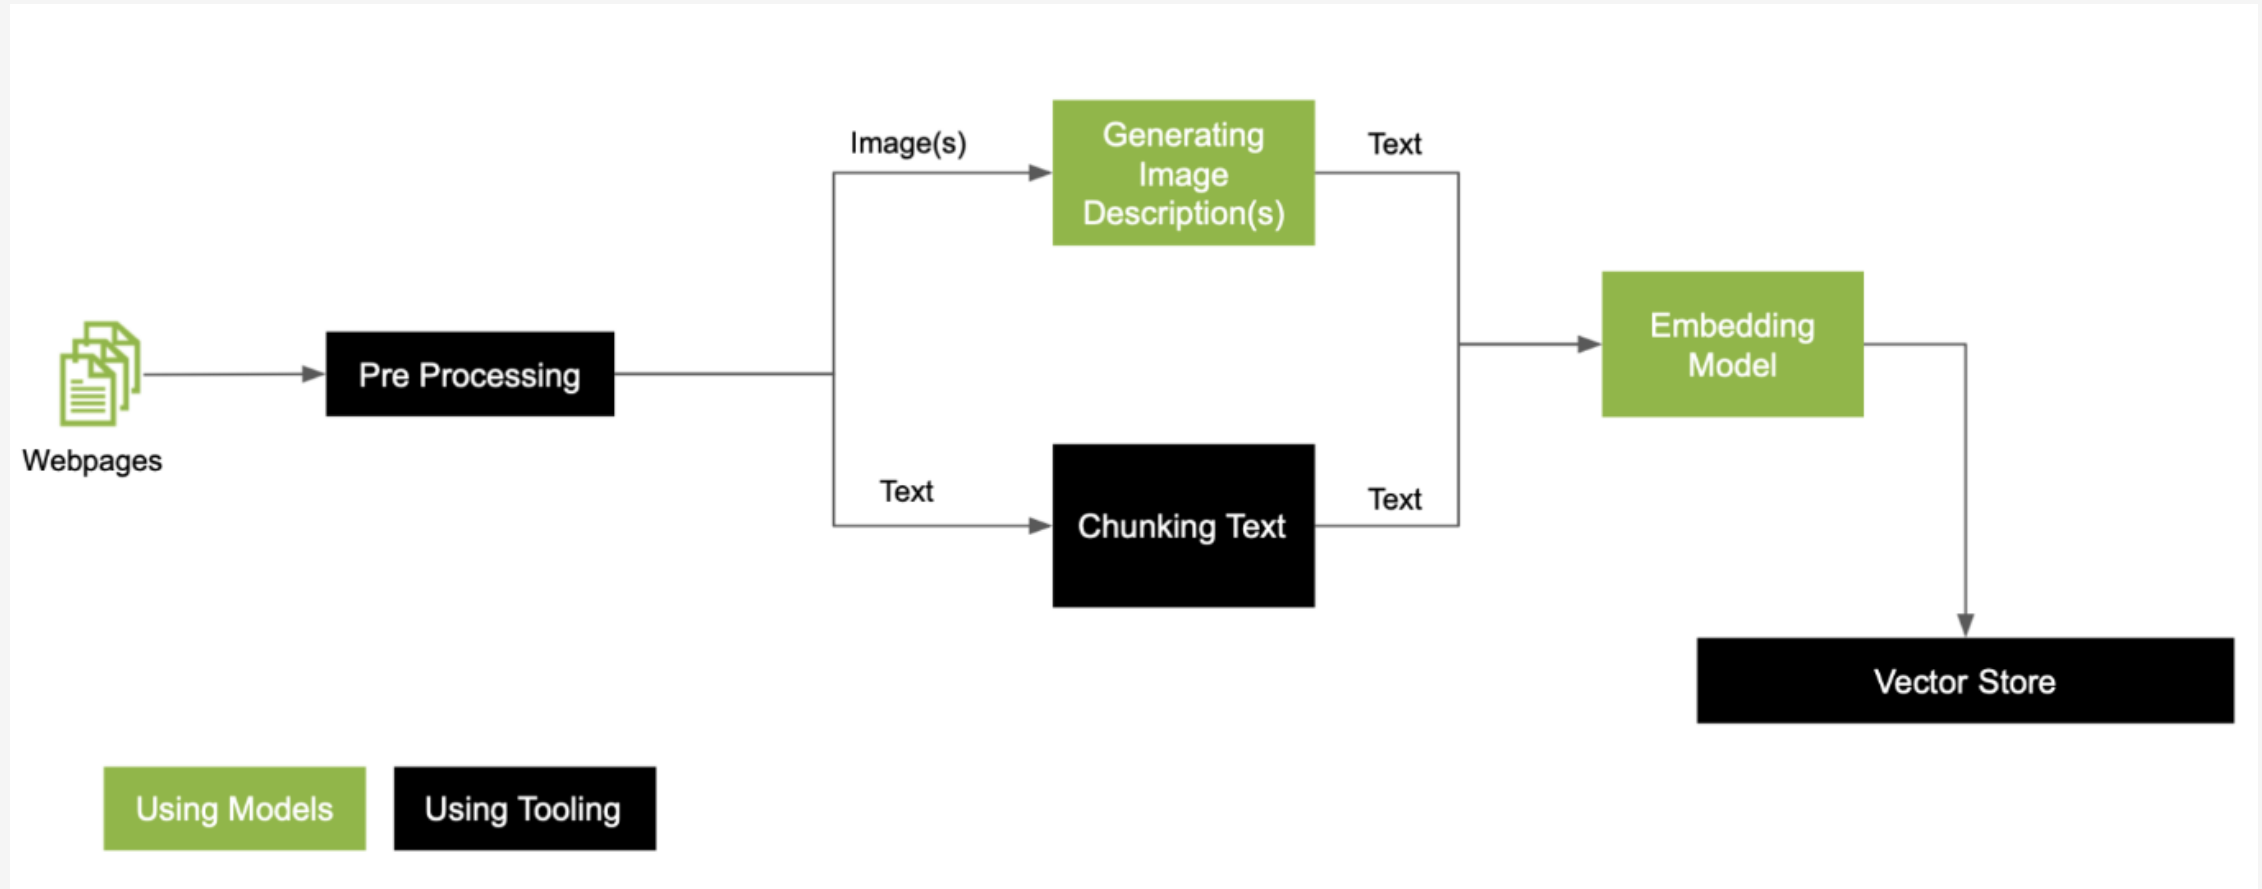 Webpages
Pre Processing
Image(s)
Generating
Image
Description(s)
Text
Text
Chunking Text
Text
Embedding
Model
Vector Store
Using Models
Using Tooling